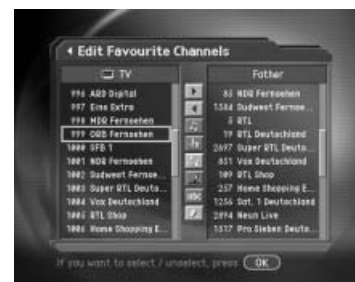 Edit Favourite Channels
TV
996 ARD Digital
997 Eins Extra
998 MDR Fernsehen
999 ORB Fernsehen
1000 SFB 1
1001 NDR Fernsehen
1002 Sudwest Fernse...
1003 Super RTL Deuts...
1004 Vox Deutschland
1005 RTL Shop
1006 Home Shopping E...
Father
85 NDR Fernsehen
1584 Sudwest Fernse...
5 RTL
19 RTL Deutschland
2697 Super RTL Deuts...
851 Vox Deutschland
109 RTL Shop
257 Home Shopping E...
1256 Sat. 1 Deutschland
2894 Neun Live
1517 Pro Sieben Deuts...
abc
If you want to select / unselect, press OK